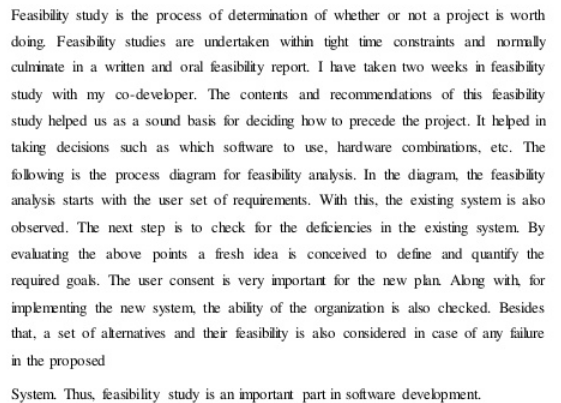 Feasibility study is the process of determination of whether or not a project is worth
doing. Feasibility studies are undertaken within tight time constraints and normally
culminate in a written and oral feasibility report. I have taken two weeks in feasibility
study with my co-developer. The contents and recommendations of this feasibility
study helped us as a sound basis for deciding how to precede the project. It helped in
taking decisions such as which software to use, hardware combinations, etc. The
following is the process diagram for feasibility analysis. In the diagram, the feasibility
analysis starts with the user set of requirements. With this, the existing system is also
observed. The next step is to check for the deficiencies in the existing system. By
evaluating the above points a fresh idea is conceived to define and quantify the
required goals. The user consent is very important for the new plan. Along with, for
implementing the new system, the ability of the organization is also checked. Besides
that, a set of alternatives and their feasibility is also considered in case of any failure
in the proposed
System. Thus, feasibility study is an important part in software development.